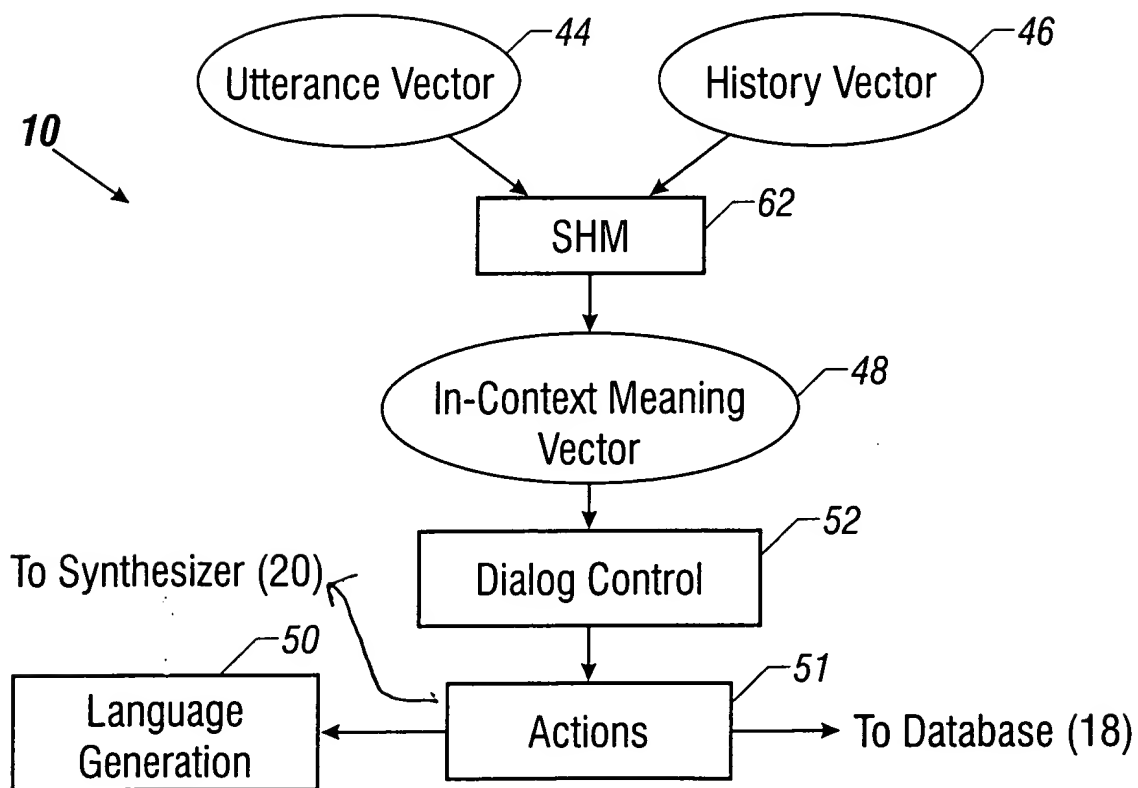 44
46
Utterance Vector
History Vector
10
62
SHM
48
In-Context Meaning
Vector
52
To Synthesizer (20)
Dialog Control
50
51
Language
Generation
Actions
To Database (18)